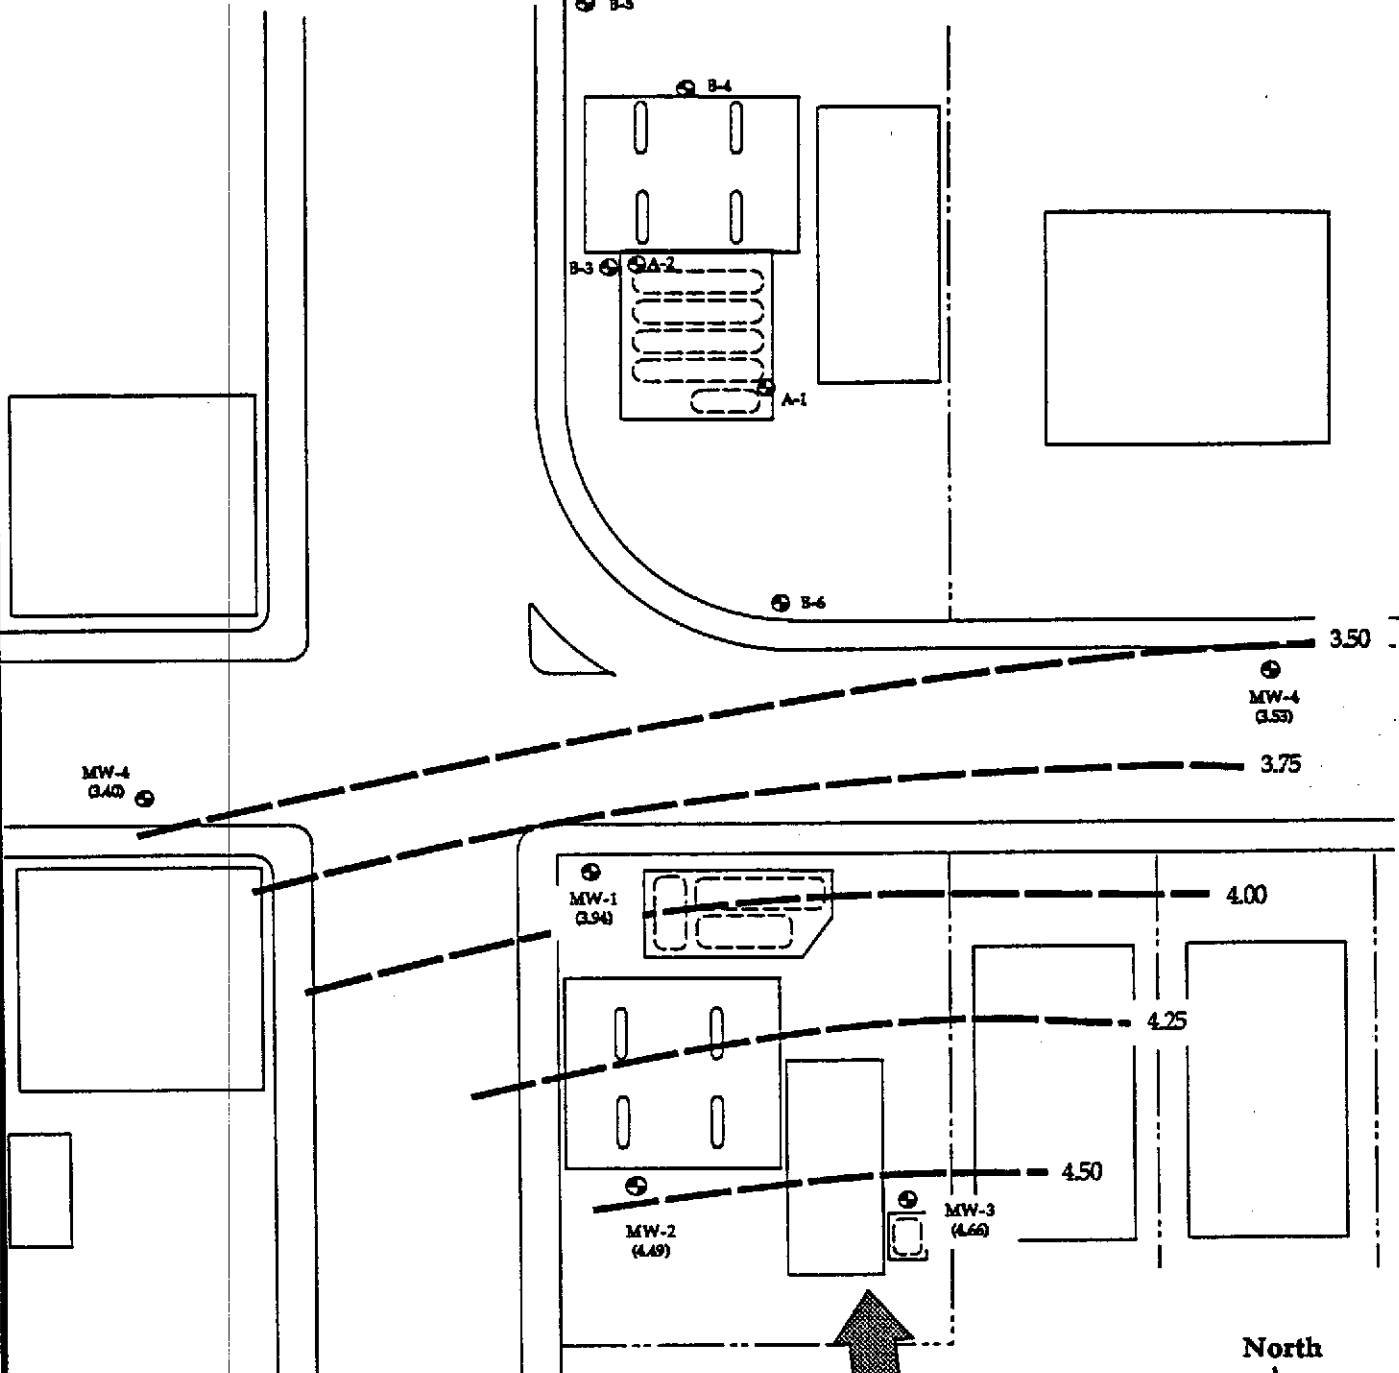 B-5
B-4
B-3
A-2
A-1
B-6
3.50
MW-4
(3.53)
3.75
MW-4
(3.40)
MW-1
(3.94)
4.00
4.25
4.50
MW-3
(4.66)
MW-2
(4.49)
North